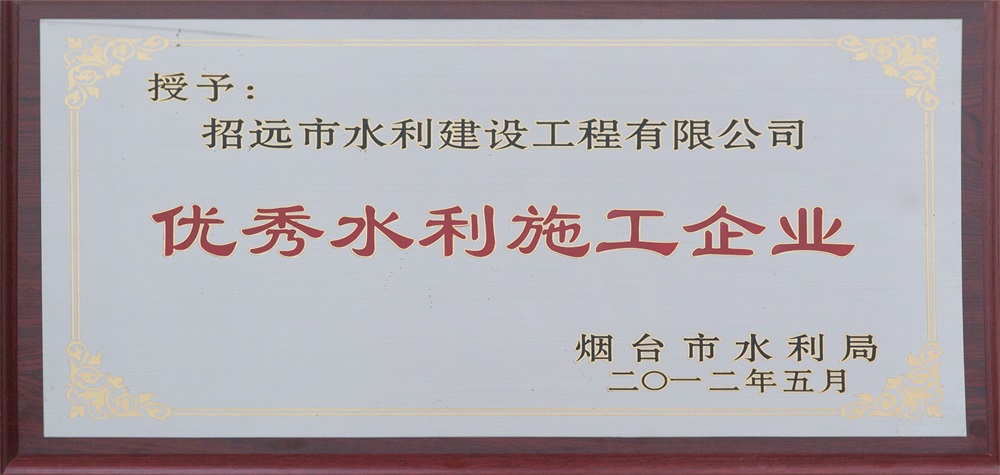 授予：
招远市水利建设工程有限公司
优秀水利施工企业
烟台市水利局
二〇一二年五月